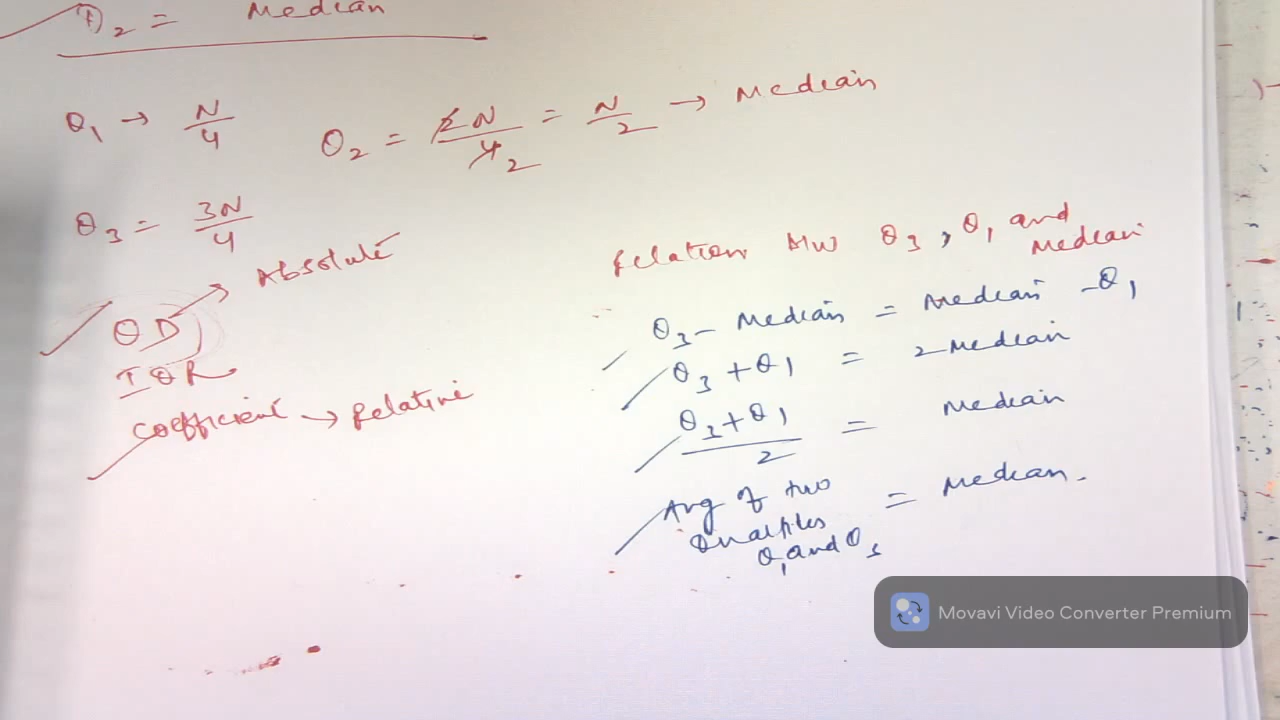 Q₂ = Median
Q₁ → N/4
Q₂ = 2N/4₂ = N/2 → Median
Q₃ = 3N/4
QD → Absolute
IQR
coefficient → Relative
Relation b/w Q₃, Q₁ and
Median
Q₃ - Median = Median - Q₁
Q₃ + Q₁ = 2 Median
Q₃ + Q₁ / 2 = Median
Avg of two = Median.
Quartiles
Q₁ and Q₃
Movavi Video Converter Premium